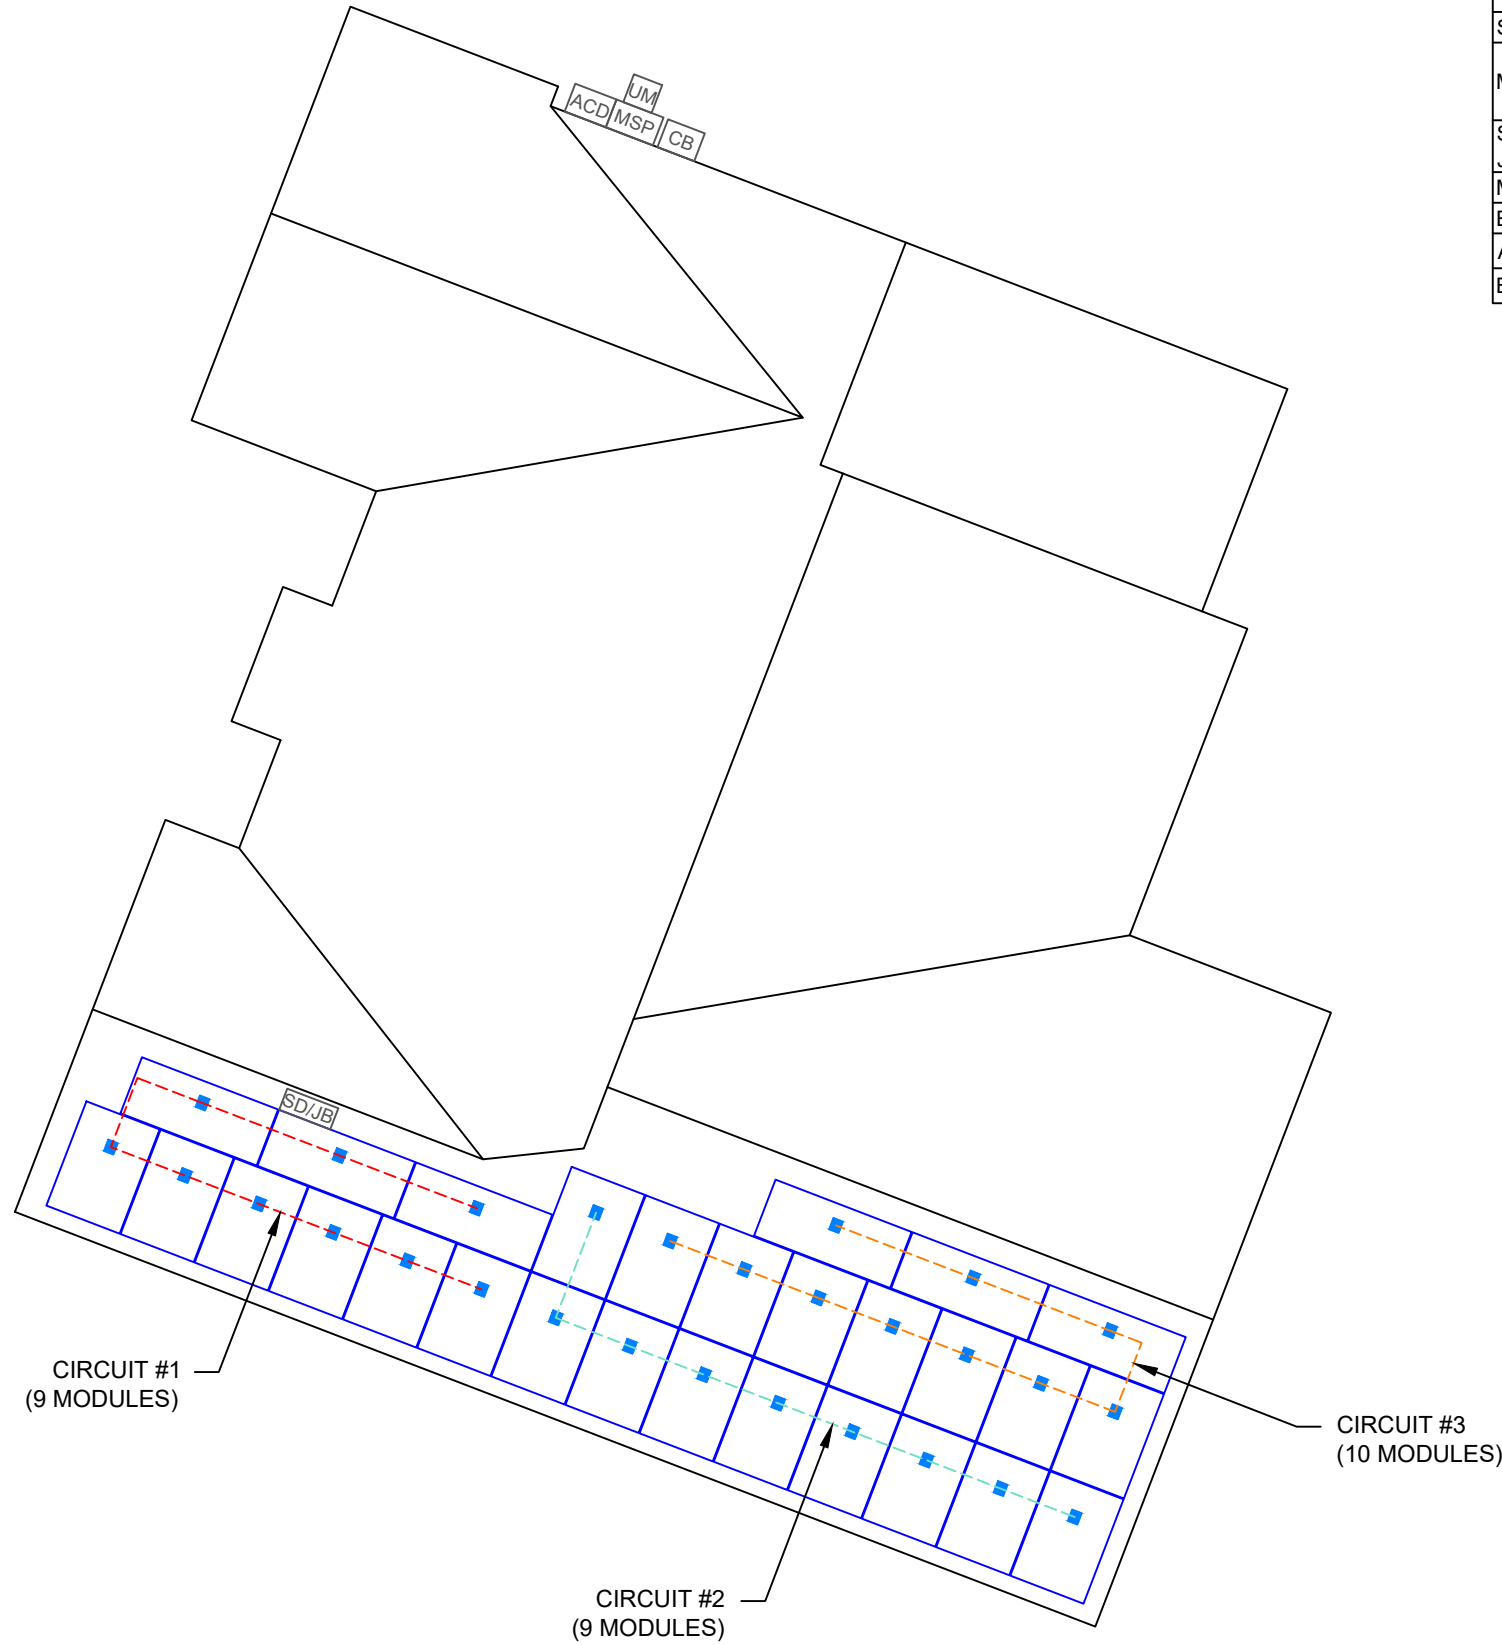 UM
ACD
MSP
CB
SD/JB
CIRCUIT #1
(9 MODULES)
CIRCUIT #3
(10 MODULES)
CIRCUIT #2
(9 MODULES)